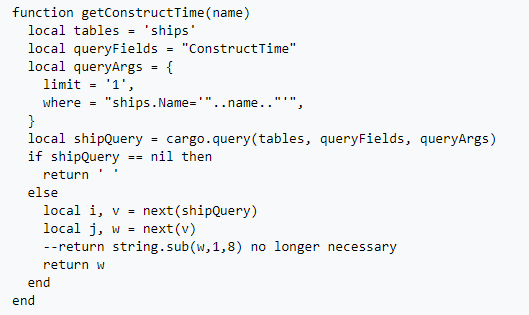 function getConstructTime(name)
  local tables = 'ships'
  local queryFields = "ConstructTime"
  local queryArgs = {
    limit = '1',
    where = "ships.Name='"..name.."'",
  }
  local shipQuery = cargo.query(tables, queryFields, queryArgs)
  if shipQuery == nil then
    return ' '
  else
    local i, v = next(shipQuery)
    local j, w = next(v)
    --return string.sub(w,1,8) no longer necessary
    return w
  end
end